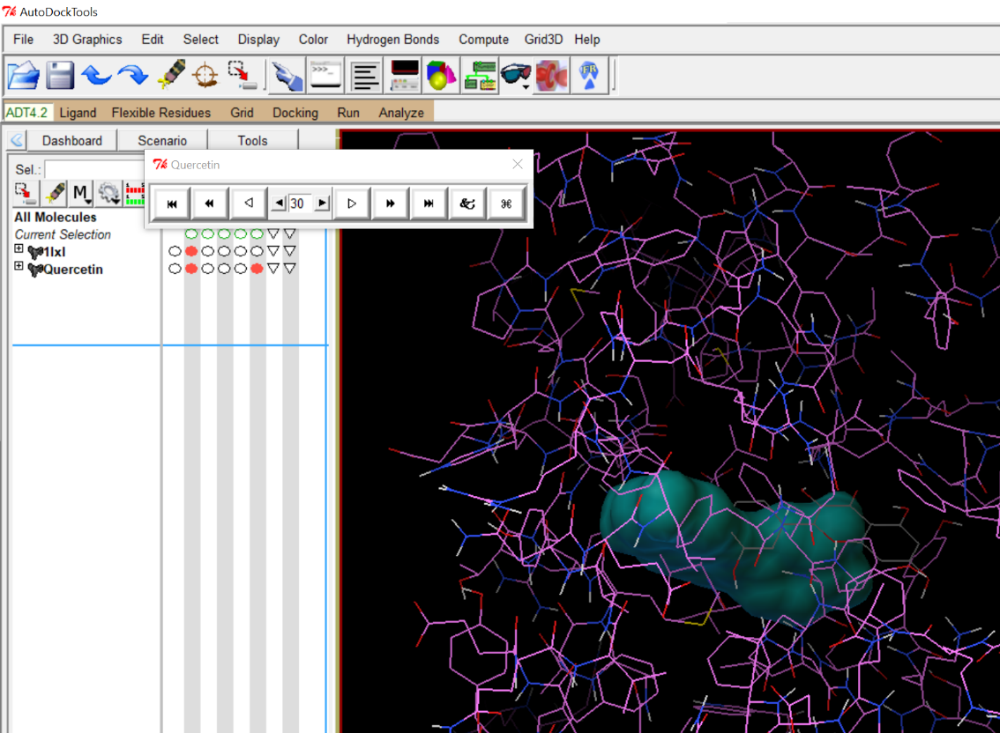 AutoDockTools
File 3D Graphics Edit Select Display Color Hydrogen Bonds Compute Grid3D Help
>>>
ADT4.2 Ligand Flexible Residues Grid Docking Run Analyze
Dashboard Scenario Tools
Quercetin
Sel.:
M
30
All Molecules
Current Selection
1lxl
Quercetin